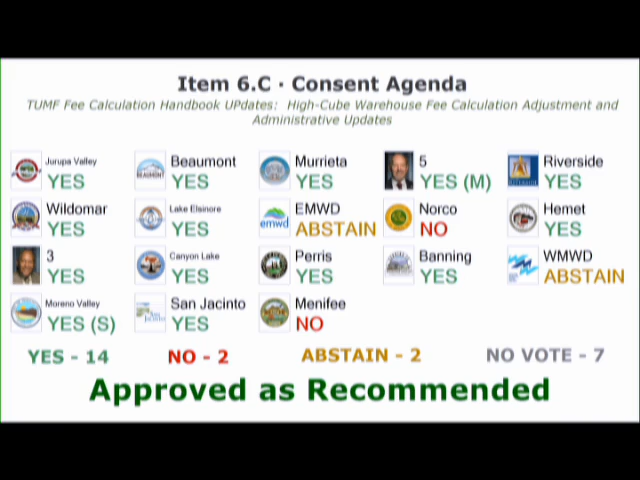 Item 6.C · Consent Agenda
TUMF Fee Calculation Handbook UPdates: High-Cube Warehouse Fee Calculation Adjustment and
Administrative Updates
Jurupa Valley
YES
Beaumont
YES
Murrieta
YES
5
YES (M)
Riverside
YES
Wildomar
YES
Lake Elsinore
YES
EMWD
ABSTAIN
Norco
NO
Hemet
YES
3
YES
Canyon Lake
YES
Perris
YES
Banning
YES
WMWD
ABSTAIN
Moreno Valley
YES (S)
San Jacinto
YES
Menifee
NO
YES - 14
NO - 2
ABSTAIN - 2
NO VOTE - 7
Approved as Recommended
BEAUMONT
emwd